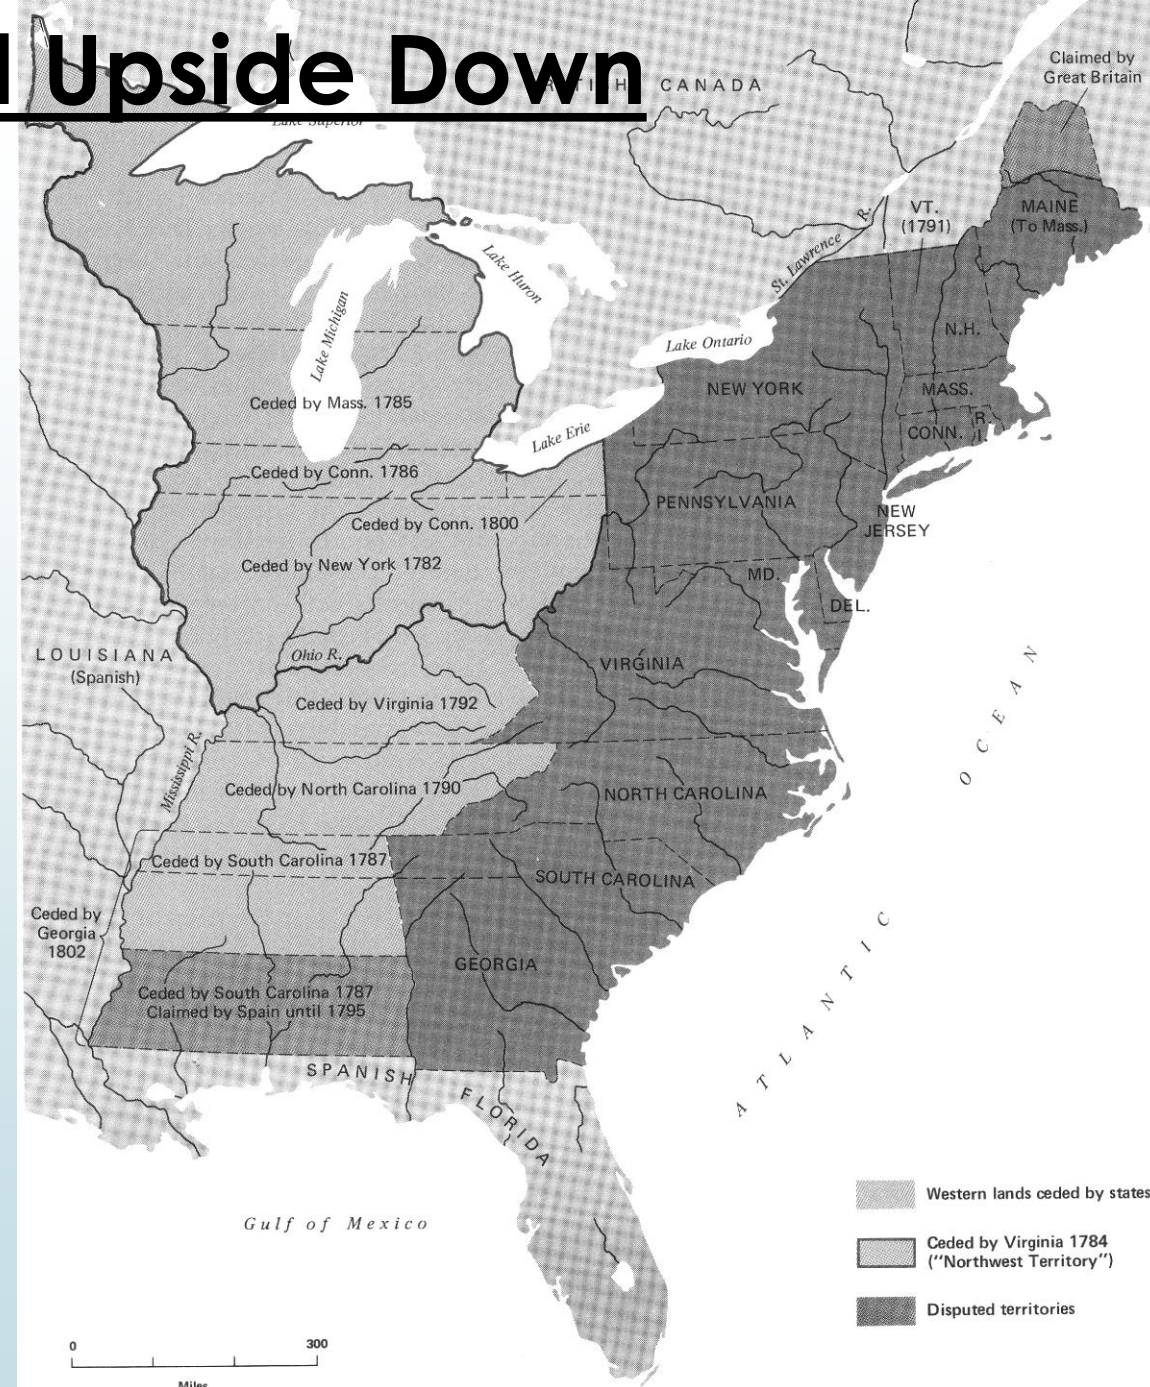 Upside Down
Claimed by
Great Britain
CANADA
Lake Superior
VT.
(1791)
MAINE
(To Mass.)
St. Lawrence R.
Lake Huron
Lake Michigan
N.H.
Lake Ontario
NEW YORK
MASS.
Ceded by Mass. 1785
R.
I.
CONN.
Lake Erie
Ceded by Conn. 1786
PENNSYLVANIA
Ceded by Conn. 1800
NEW
JERSEY
Ceded by New York 1782
MD.
DEL.
LOUISIANA
(Spanish)
Ohio R.
VIRGINIA
Ceded by Virginia 1792
Mississippi R.
Ceded by North Carolina 1790
NORTH CAROLINA
Ceded by South Carolina 1787
SOUTH CAROLINA
Ceded by
Georgia
1802
GEORGIA
Ceded by South Carolina 1787
Claimed by Spain until 1795
ATLANTIC OCEAN
SPANISH
FLORIDA
Gulf of Mexico
Western lands ceded by states
Ceded by Virginia 1784
("Northwest Territory")
Disputed territories
0 300
Miles